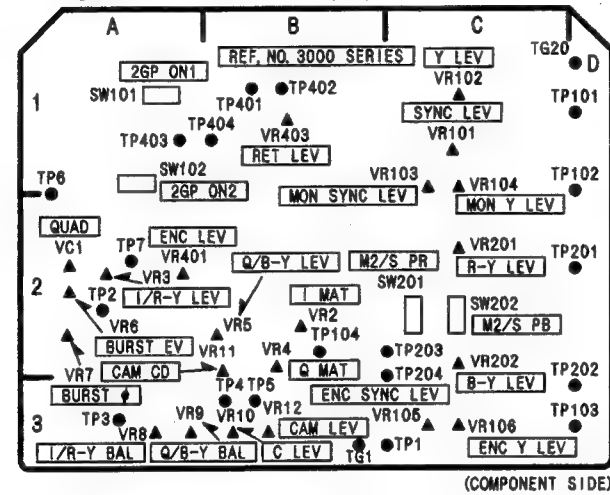 A B C
REF. NO. 3000 SERIES Y LEV
TG20 D
2GP ON1
VR102
SW101
TP401 TP402
SYNC LEV
TP101
1
VR101
TP403 TP404
VR403
RET LEV
SW102
VR103 VR104
TP6
2GP ON2
MON SYNC LEV
MON Y LEV
TP102
QUAD
ENC LEV
VC1
TP7
VR401
Q/B-Y LEV
M2/S PR
VR201
R-Y LEV
TP201
2
VR3
SW201
TP2
I/R-Y LEV
I MAT
SW202
VR6
VR5
VR2
M2/S PB
BURST EV
VR11
TP104
TP203
VR7
CAM CD
VR4
Q MAT
TP204
VR202
B-Y LEV
TP202
BURST ϕ
TP4 TP5
ENC SYNC LEV
3
TP3
VR9 VR10 VR12
VR105
TP103
VR8
CAM LEV
VR106
I/R-Y BAL
Q/B-Y BAL
C LEV
TG1
TP1
ENC Y LEV
(COMPONENT SIDE)